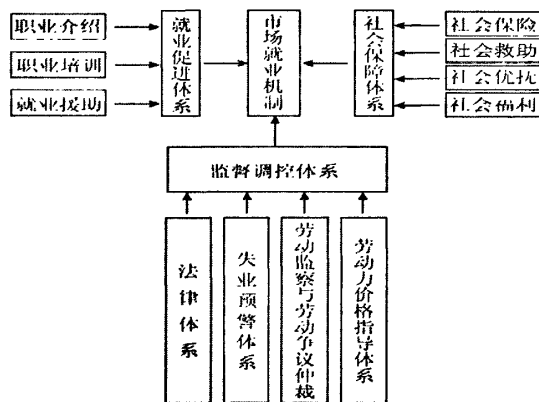 职业介绍
职业培训
就业援助
就业促进体系
市场就业机制
社会保障体系
社会保险
社会救助
社会优扰
社会福利
监督调控体系
法律体系
失业预警体系
劳动监察与劳动争议仲裁
劳动力价格指导体系